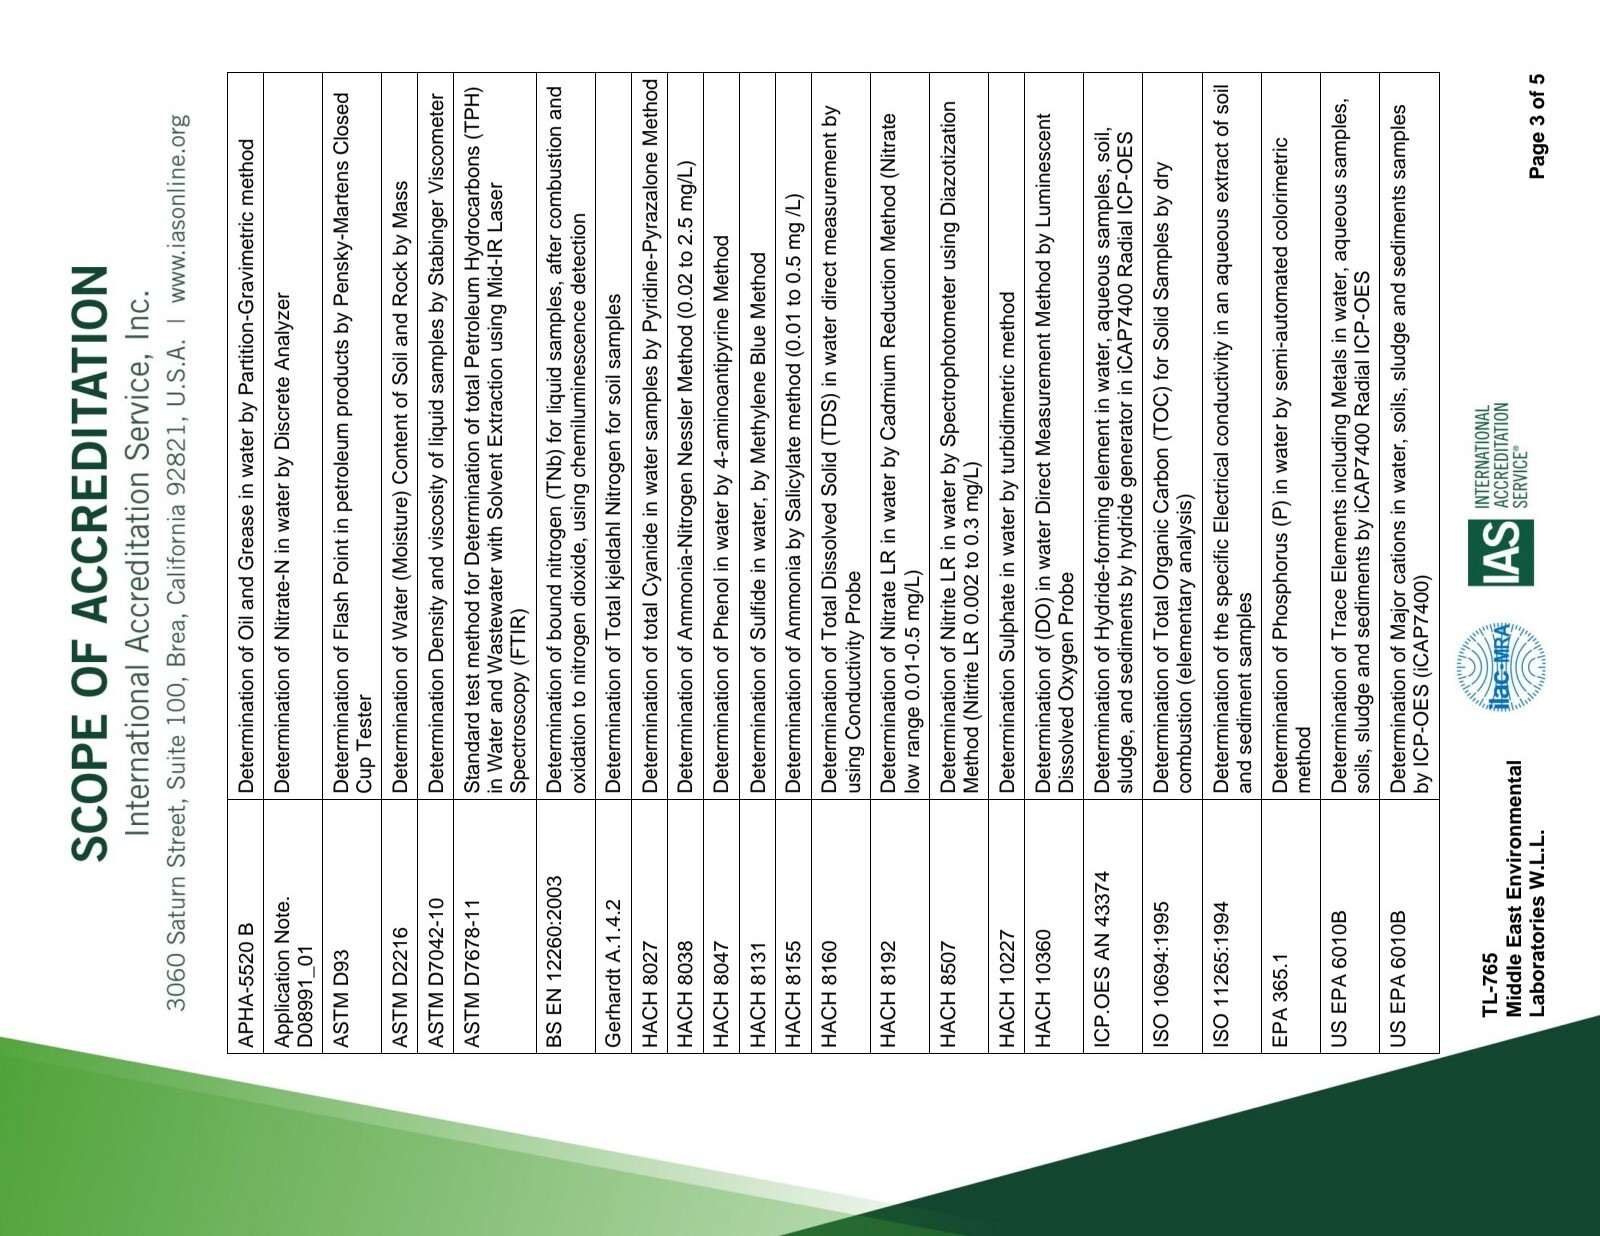 SCOPE OF ACCREDITATION
International Accreditation Service, Inc.
3060 Saturn Street, Suite 100, Brea, California 92821, U.S.A. | www.iasonline.org
APHA-5520 B
Determination of Oil and Grease in water by Partition-Gravimetric method
Application Note.
D08991_01
Determination of Nitrate-N in water by Discrete Analyzer
ASTM D93
Determination of Flash Point in petroleum products by Pensky-Martens Closed
Cup Tester
ASTM D2216
Determination of Water (Moisture) Content of Soil and Rock by Mass
ASTM D7042-10
Determination Density and viscosity of liquid samples by Stabinger Viscometer
ASTM D7678-11
Standard test method for Determination of total Petroleum Hydrocarbons (TPH)
in Water and Wastewater with Solvent Extraction using Mid-IR Laser
Spectroscopy (FTIR)
BS EN 12260:2003
Determination of bound nitrogen (TNb) for liquid samples, after combustion and
oxidation to nitrogen dioxide, using chemiluminescence detection
Gerhardt A.1.4.2
Determination of Total kjeldahl Nitrogen for soil samples
HACH 8027
Determination of total Cyanide in water samples by Pyridine-Pyrazalone Method
HACH 8038
Determination of Ammonia-Nitrogen Nessler Method (0.02 to 2.5 mg/L)
HACH 8047
Determination of Phenol in water by 4-aminoantipyrine Method
HACH 8131
Determination of Sulfide in water, by Methylene Blue Method
HACH 8155
Determination of Ammonia by Salicylate method (0.01 to 0.5 mg /L)
HACH 8160
Determination of Total Dissolved Solid (TDS) in water direct measurement by
using Conductivity Probe
HACH 8192
Determination of Nitrate LR in water by Cadmium Reduction Method (Nitrate
low range 0.01-0.5 mg/L)
HACH 8507
Determination of Nitrite LR in water by Spectrophotometer using Diazotization
Method (Nitrite LR 0.002 to 0.3 mg/L)
HACH 10227
Determination Sulphate in water by turbidimetric method
HACH 10360
Determination of (DO) in water Direct Measurement Method by Luminescent
Dissolved Oxygen Probe
ICP.OES AN 43374
Determination of Hydride-forming element in water, aqueous samples, soil,
sludge, and sediments by hydride generator in iCAP7400 Radial ICP-OES
ISO 10694:1995
Determination of Total Organic Carbon (TOC) for Solid Samples by dry
combustion (elementary analysis)
ISO 11265:1994
Determination of the specific Electrical conductivity in an aqueous extract of soil
and sediment samples
EPA 365.1
Determination of Phosphorus (P) in water by semi-automated colorimetric
method
US EPA 6010B
Determination of Trace Elements including Metals in water, aqueous samples,
soils, sludge and sediments by iCAP7400 Radial ICP-OES
US EPA 6010B
Determination of Major cations in water, soils, sludge and sediments samples
by ICP-OES (iCAP7400)
TL-765
Middle East Environmental
Laboratories W.L.L.
ilac-MRA
IAS
INTERNATIONAL
ACCREDITATION
SERVICE®
Page 3 of 5